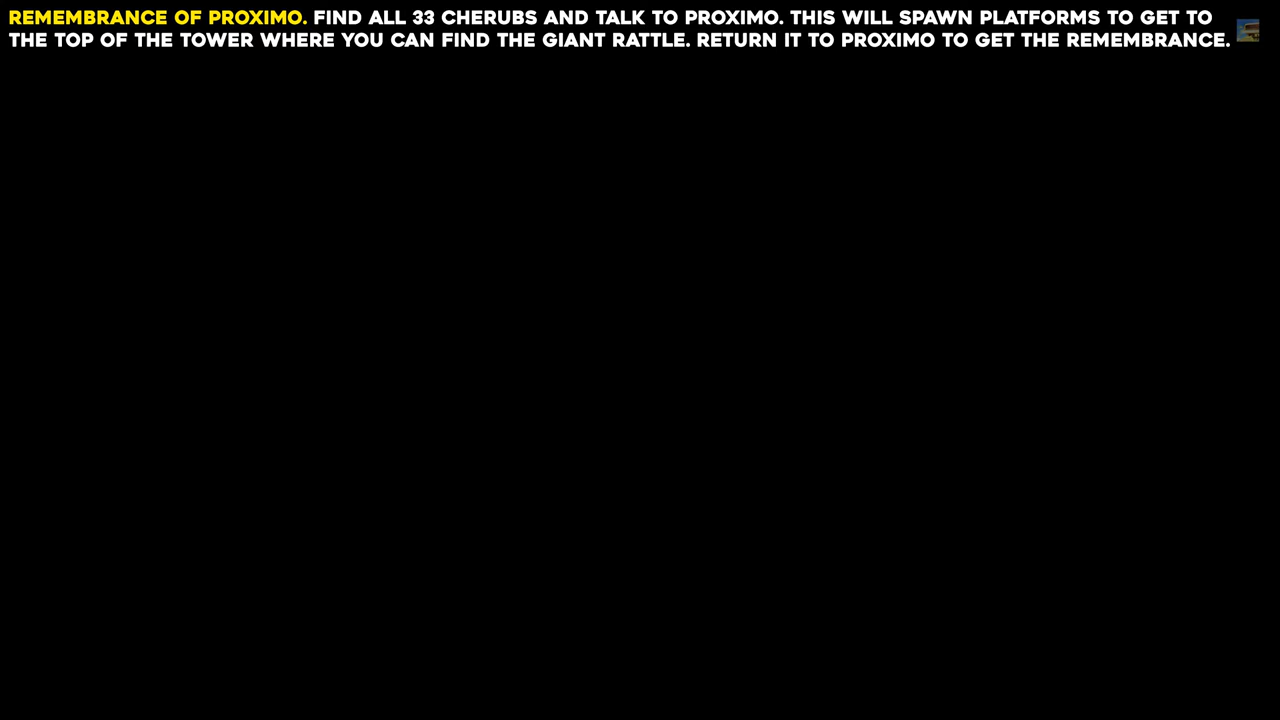 REMEMBRANCE OF PROXIMO. FIND ALL 33 CHERUBS AND TALK TO PROXIMO. THIS WILL SPAWN PLATFORMS TO GET TO
THE TOP OF THE TOWER WHERE YOU CAN FIND THE GIANT RATTLE. RETURN IT TO PROXIMO TO GET THE REMEMBRANCE.